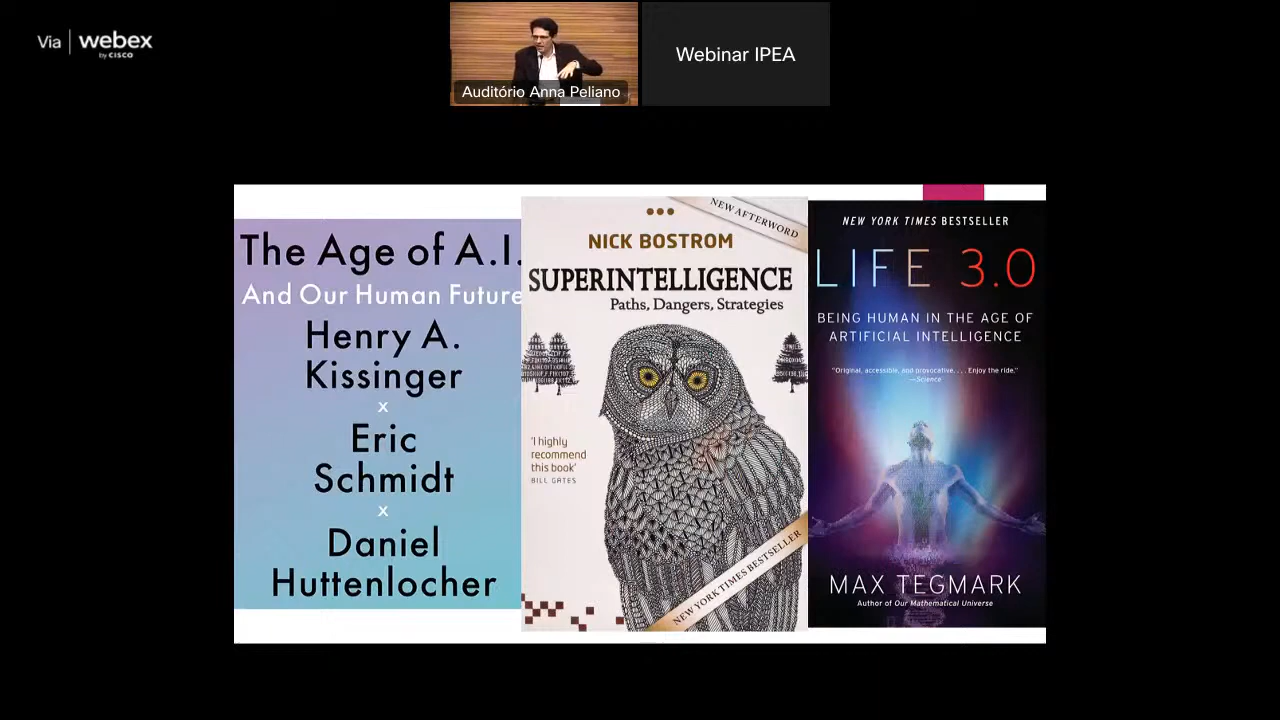 Via | webex
by CISCO
Auditório Anna Peliano
Webinar IPEA
The Age of A.I.
And Our Human Future
Henry A.
Kissinger
x
Eric
Schmidt
x
Daniel
Huttenlocher
NEW AFTERWORD
NICK BOSTROM
SUPERINTELLIGENCE
Paths, Dangers, Strategies
'I highly
recommend
this book'
BILL GATES
NEW YORK TIMES BESTSELLER
NEW YORK TIMES BESTSELLER
LIFE 3.0
BEING HUMAN IN THE AGE OF
ARTIFICIAL INTELLIGENCE
"Original, accessible, and provocative. . . . Enjoy the ride."
—Science
MAX TEGMARK
Author of Our Mathematical Universe